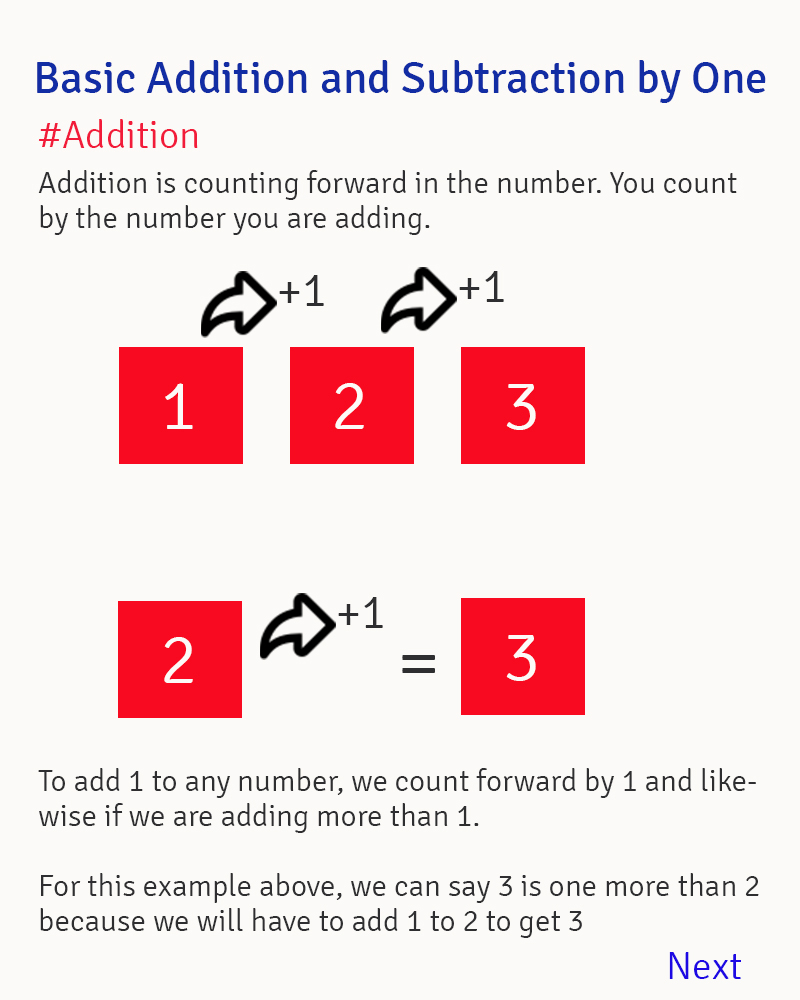 Basic Addition and Subtraction by One
#Addition
Addition is counting forward in the number. You count
by the number you are adding.
+1 +1
1 2 3
2 +1 = 3
To add 1 to any number, we count forward by 1 and like-
wise if we are adding more than 1.
For this example above, we can say 3 is one more than 2
because we will have to add 1 to 2 to get 3
Next